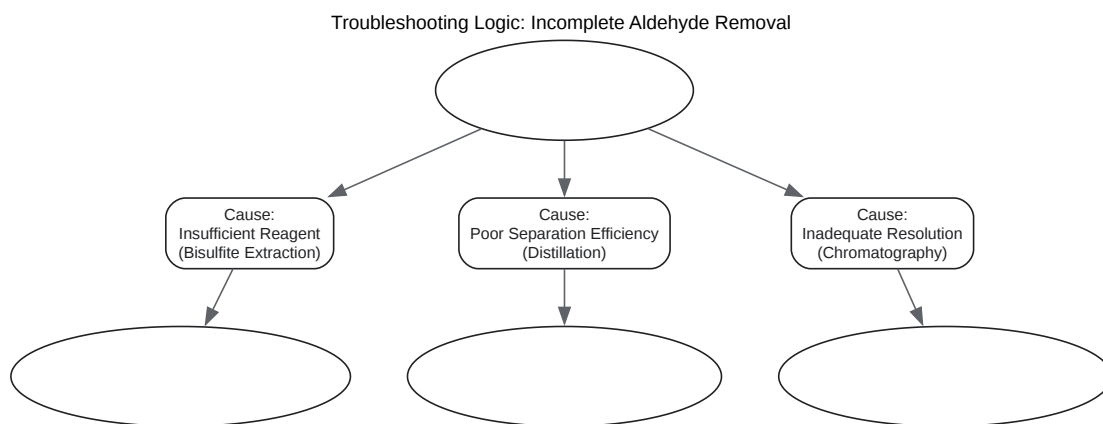 Troubleshooting Logic: Incomplete Aldehyde Removal
Cause:
Insufficient Reagent
(Bisulfite Extraction)
Cause:
Poor Separation Efficiency
(Distillation)
Cause:
Inadequate Resolution
(Chromatography)